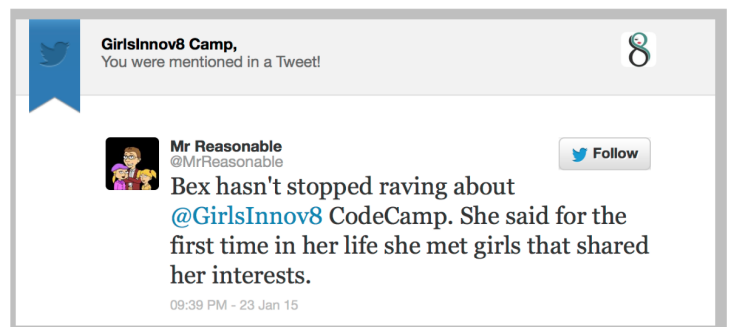 GirlsInnov8 Camp,
You were mentioned in a Tweet!
8
Mr Reasonable
@MrReasonable
Follow
Bex hasn't stopped raving about
@GirlsInnov8 CodeCamp. She said for the
first time in her life she met girls that shared
her interests.
09:39 PM - 23 Jan 15